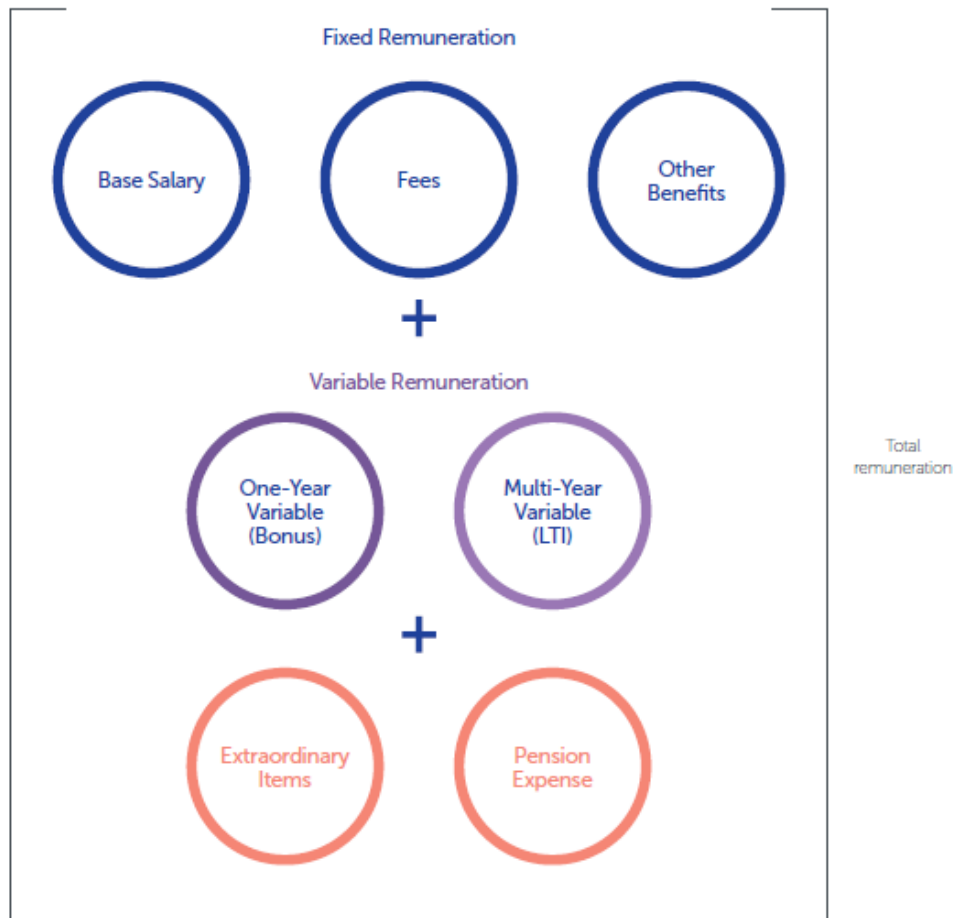 Fixed Remuneration
Base Salary
Fees
Other
Benefits
+
Variable Remuneration
One-Year
Variable
(Bonus)
Multi-Year
Variable
(LTI)
Total
remuneration
+
Extraordinary
Items
Pension
Expense